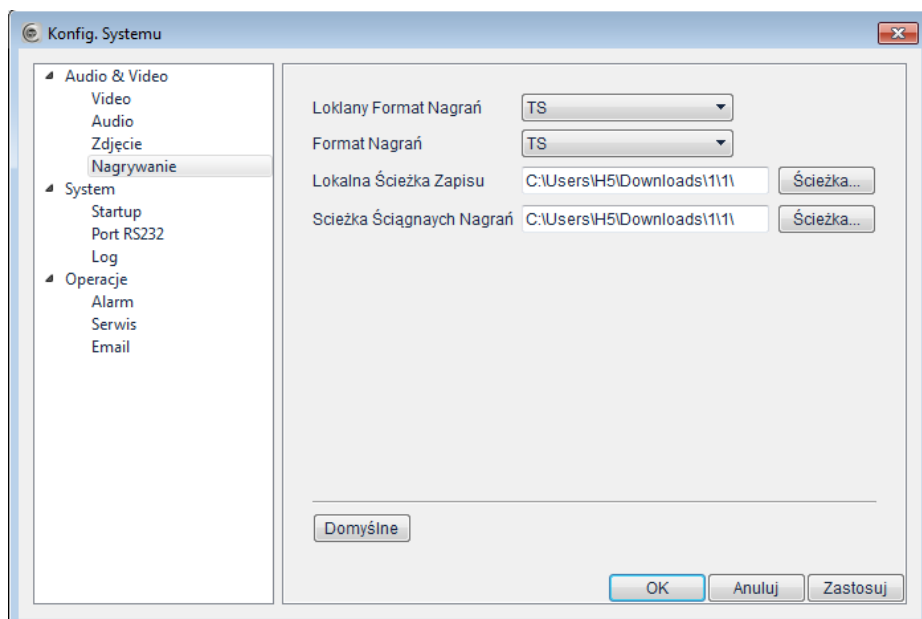 Konfig. Systemu
Audio & Video
Video
Audio
Zdjęcie
Nagrywanie
System
Startup
Port RS232
Log
Operacje
Alarm
Serwis
Email
Loklany Format Nagrań TS
Format Nagrań TS
Lokalna Ścieżka Zapisu C:\Users\H5\Downloads\1\1\ Ścieżka...
Scieżka Ściągnaych Nagrań C:\Users\H5\Downloads\1\1\ Ścieżka...
Domyślne
OK Anuluj Zastosuj